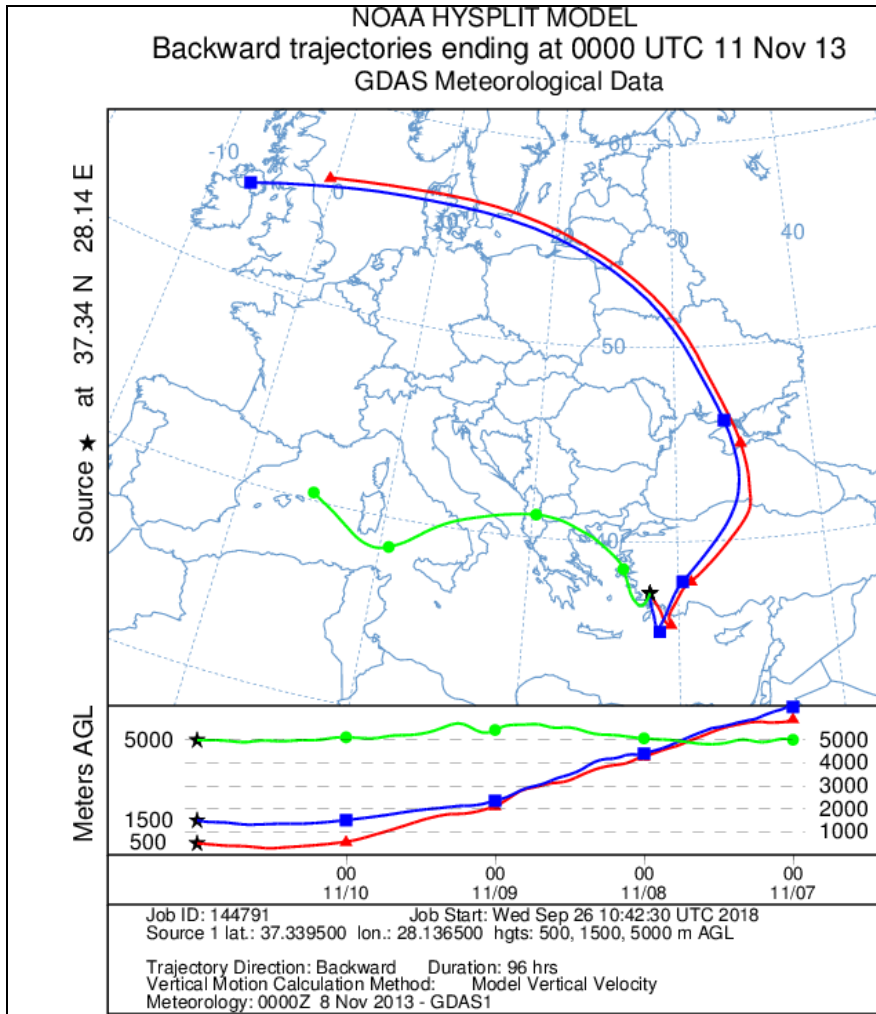 NOAA HYSPLIT MODEL
Backward trajectories ending at 0000 UTC 11 Nov 13
GDAS Meteorological Data
Source ★ at 37.34 N 28.14 E
-10
0
10
20
30
40
60
50
40
Meters AGL
5000
1500
500
5000
4000
3000
2000
1000
00 00 00 00
11/10 11/09 11/08 11/07
Job ID: 144791 Job Start: Wed Sep 26 10:42:30 UTC 2018
Source 1 lat.: 37.339500 lon.: 28.136500 hgts: 500, 1500, 5000 m AGL
Trajectory Direction: Backward Duration: 96 hrs
Vertical Motion Calculation Method: Model Vertical Velocity
Meteorology: 0000Z 8 Nov 2013 - GDAS1